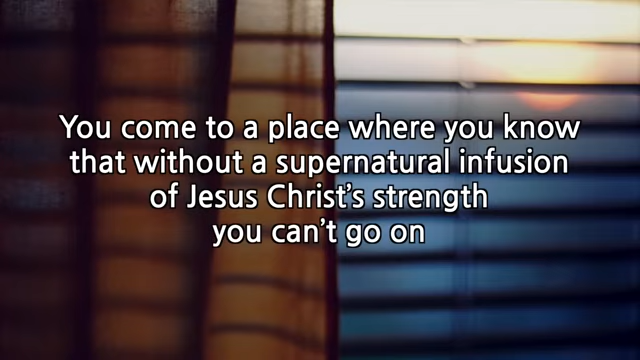 You come to a place where you know
that without a supernatural infusion
of Jesus Christ's strength
you can't go on